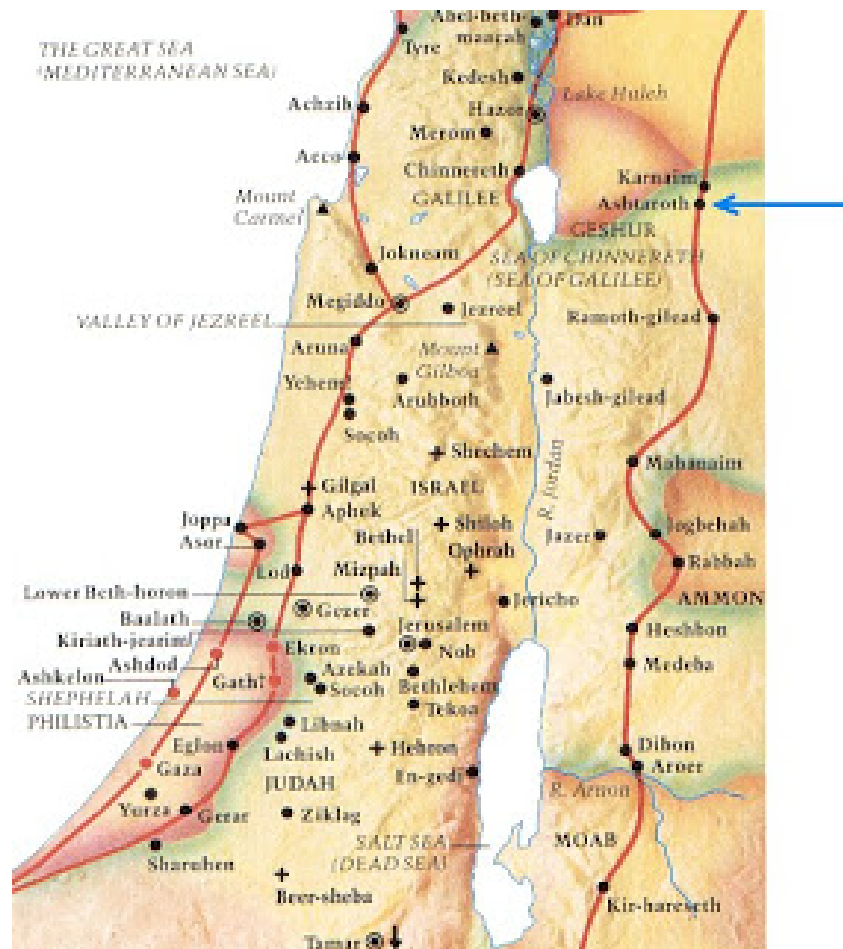 Abel-beth-
maacah
Dan
Tyre
THE GREAT SEA
(MEDITERRANEAN SEA)
Kedesh
Lake Huleh
Achzib
Hazor
Merom
Acco
Chinnereth
Karnaim
Mount
Carmel
GALILEE
Ashtaroth
GESHUR
Jokneam
SEA OF CHINNERETH
(SEA OF GALILEE)
Megiddo
Jezreel
VALLEY OF JEZREEL
Ramoth-gilead
Aruna
Mount
Gilboa
Yehem
Arubboth
Jabesh-gilead
Socoh
Shechem
Mahanaim
R. Jordan
Gilgal
ISRAEL
Aphek
Joppa
Shiloh
Asor
Bethel
Jazer
Jogbehah
Ophrah
Lod
Mizpah
Rabbah
Lower Beth-horon
Gezer
Jericho
AMMON
Baalath
Jerusalem
Kiriath-jearim
Ekron
Nob
Heshbon
Ashdod
Azekah
Medeba
Ashkelon
Gath?
Socoh
Bethlehem
SHEPHELAH
Tekoa
PHILISTIA
Libnah
Eglon
Lachish
Hebron
Dibon
Gaza
En-gedi
Aroer
JUDAH
R. Arnon
Yurza
Gerar
Ziklag
SALT SEA
(DEAD SEA)
MOAB
Sharuhen
Beer-sheba
Kir-hareseth
Tamar